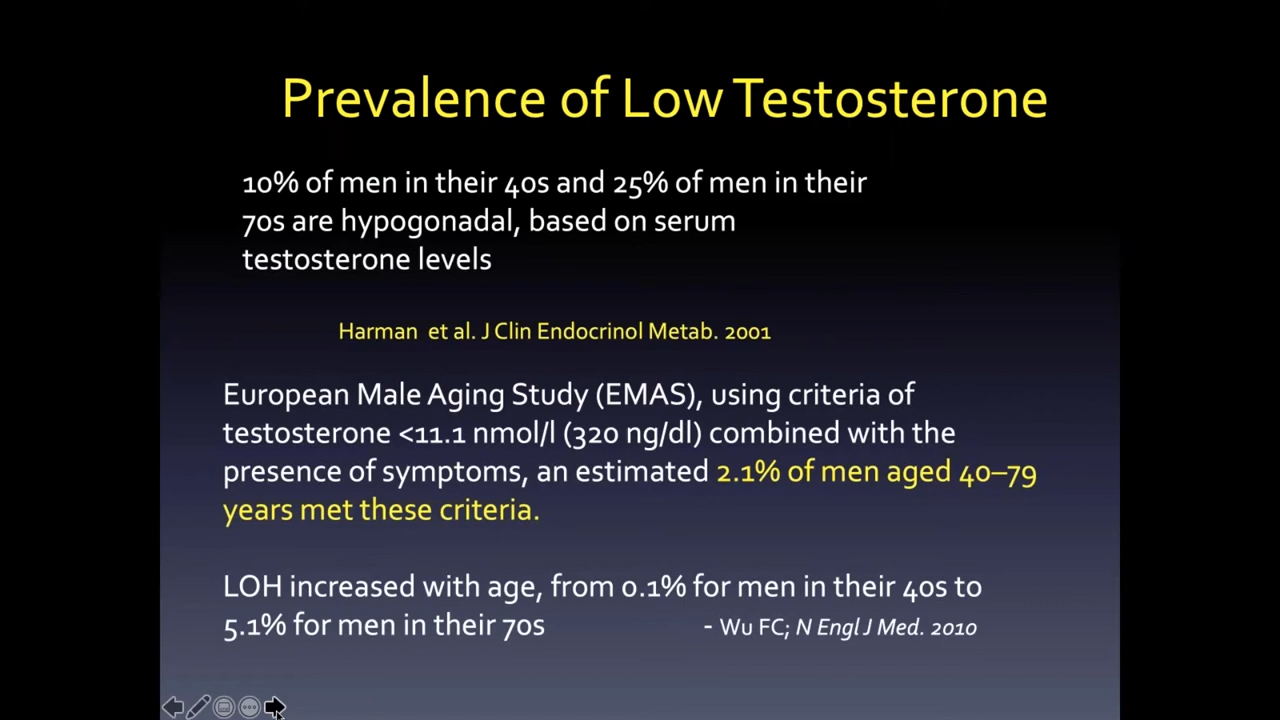 Prevalence of Low Testosterone
10% of men in their 40s and 25% of men in their
70s are hypogonadal, based on serum
testosterone levels
Harman et al. J Clin Endocrinol Metab. 2001
European Male Aging Study (EMAS), using criteria of
testosterone <11.1 nmol/l (320 ng/dl) combined with the
presence of symptoms, an estimated 2.1% of men aged 40–79
years met these criteria.
LOH increased with age, from 0.1% for men in their 40s to
5.1% for men in their 70s
- Wu FC; N Engl J Med. 2010